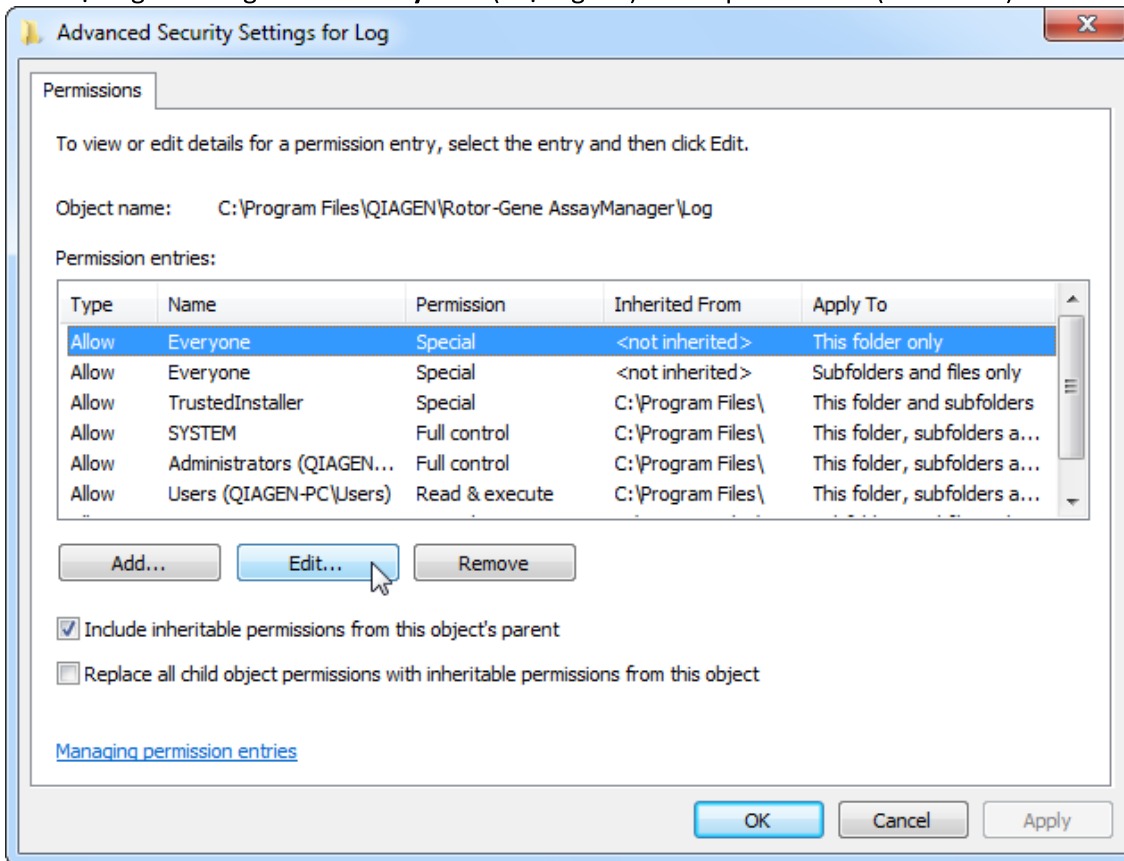 Advanced Security Settings for Log
Permissions
To view or edit details for a permission entry, select the entry and then click Edit.
Object name: C:\Program Files\QIAGEN\Rotor-Gene AssayManager\Log
Permission entries:
Type Name Permission Inherited From Apply To
Allow Everyone Special <not inherited> This folder only
Allow Everyone Special <not inherited> Subfolders and files only
Allow TrustedInstaller Special C:\Program Files\ This folder and subfolders
Allow SYSTEM Full control C:\Program Files\ This folder, subfolders a...
Allow Administrators (QIAGEN... Full control C:\Program Files\ This folder, subfolders a...
Allow Users (QIAGEN-PC\Users) Read & execute C:\Program Files\ This folder, subfolders a...
Add... Edit... Remove
Include inheritable permissions from this object's parent
Replace all child object permissions with inheritable permissions from this object
Managing permission entries
OK Cancel Apply